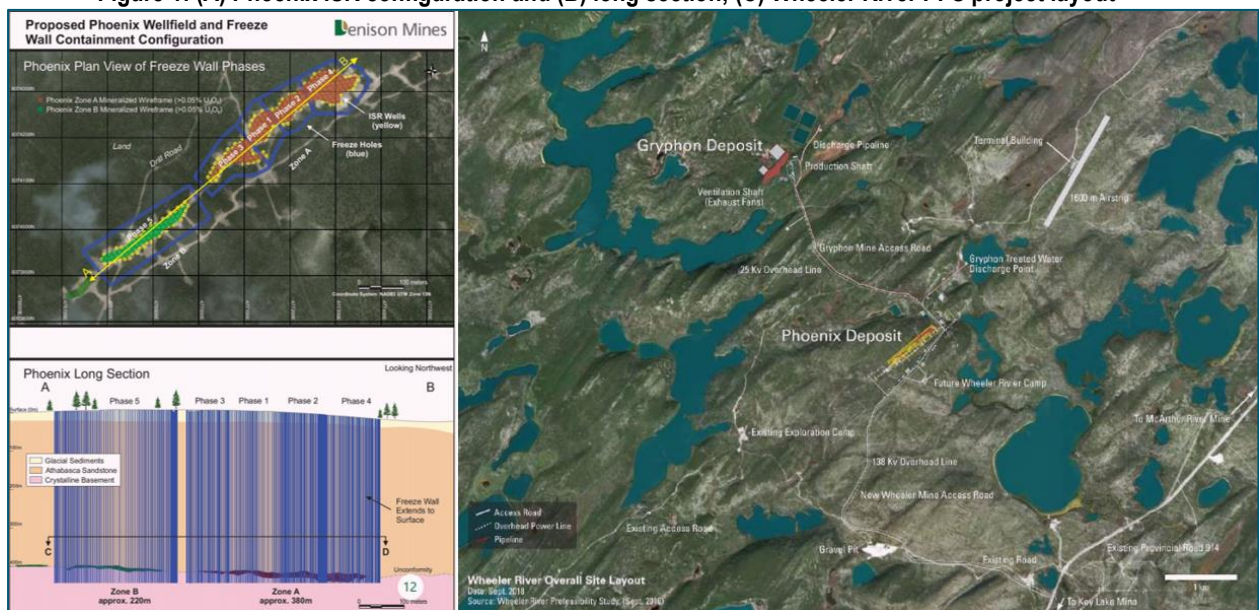 Figure 1: (A) Phoenix ISR configuration and (B) long section; (C) Wheeler River PFS project layout
Proposed Phoenix Wellfield and Freeze
Wall Containment Configuration
Denison Mines
Phoenix Plan View of Freeze Wall Phases
Phoenix Zone A Mineralized Wireframe (>0.05% U₃O₈)
Phoenix Zone B Mineralized Wireframe (>0.05% U₃O₈)
B
Phase 4
Phase 2
Phase 1
Phase 3
ISR Wells
(yellow)
Freeze Holes
(blue)
Land
Drill Road
Zone A
Phase 5
Zone B
A
100 meters
Phoenix Long Section
Looking Northwest
A
B
Phase 5
Phase 3
Phase 1
Phase 2
Phase 4
Surface (0m)
Glacial Sediments
Athabasca Sandstone
Crystalline Basement
Freeze Wall
Extends to
Surface
C
D
400m
Unconformity
12
Zone B
approx. 220m
Zone A
approx. 380m
0
100 meters
N
Gryphon Deposit
Discharge Pipeline
Production Shaft
Ventilation Shaft
(Exhaust Fans)
Terminal Building
1600 m Airstrip
Gryphon Mine Access Road
25 Kv Overhead Line
Gryphon Treated Water
Discharge Point
Phoenix Deposit
Future Wheeler River Camp
To McArthur River Mine
Existing Exploration Camp
138 Kv Overhead Line
New Wheeler Mine Access Road
Access Road
Overhead Power Line
Pipeline
Existing Access Road
Gravel Pit
Existing Road
Existing Provincial Road 914
Wheeler River Overall Site Layout
Date: Sept. 2018
Source: Wheeler River Prefeasibility Study, (Sept. 2018)
1 km
To Key Lake Mine